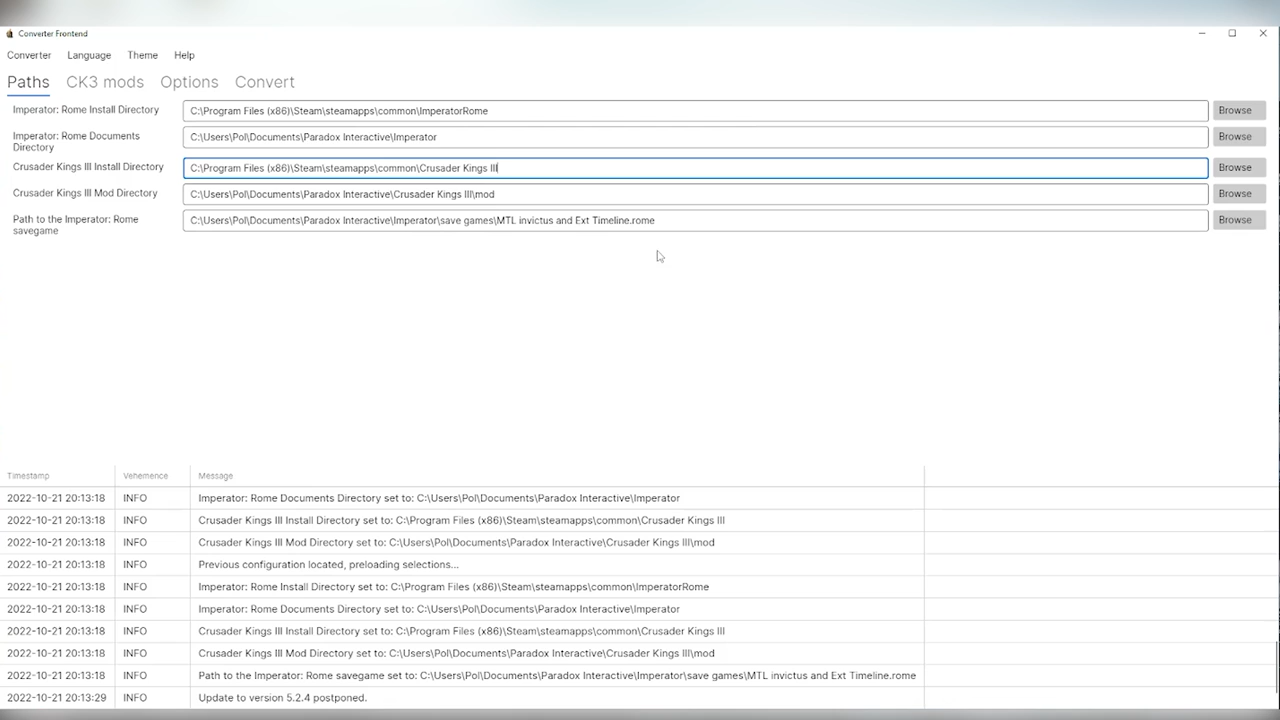 Converter Frontend
Converter Language Theme Help
Paths CK3 mods Options Convert
Imperator: Rome Install Directory C:\Program Files (x86)\Steam\steamapps\common\ImperatorRome Browse
Imperator: Rome Documents
Directory C:\Users\Pol\Documents\Paradox Interactive\Imperator Browse
Crusader Kings III Install Directory C:\Program Files (x86)\Steam\steamapps\common\Crusader Kings III Browse
Crusader Kings III Mod Directory C:\Users\Pol\Documents\Paradox Interactive\Crusader Kings III\mod Browse
Path to the Imperator: Rome
savegame C:\Users\Pol\Documents\Paradox Interactive\Imperator\save games\MTL invictus and Ext Timeline.rome Browse
Timestamp Vehemence Message
2022-10-21 20:13:18 INFO Imperator: Rome Documents Directory set to: C:\Users\Pol\Documents\Paradox Interactive\Imperator
2022-10-21 20:13:18 INFO Crusader Kings III Install Directory set to: C:\Program Files (x86)\Steam\steamapps\common\Crusader Kings III
2022-10-21 20:13:18 INFO Crusader Kings III Mod Directory set to: C:\Users\Pol\Documents\Paradox Interactive\Crusader Kings III\mod
2022-10-21 20:13:18 INFO Previous configuration located, preloading selections...
2022-10-21 20:13:18 INFO Imperator: Rome Install Directory set to: C:\Program Files (x86)\Steam\steamapps\common\ImperatorRome
2022-10-21 20:13:18 INFO Imperator: Rome Documents Directory set to: C:\Users\Pol\Documents\Paradox Interactive\Imperator
2022-10-21 20:13:18 INFO Crusader Kings III Install Directory set to: C:\Program Files (x86)\Steam\steamapps\common\Crusader Kings III
2022-10-21 20:13:18 INFO Crusader Kings III Mod Directory set to: C:\Users\Pol\Documents\Paradox Interactive\Crusader Kings III\mod
2022-10-21 20:13:18 INFO Path to the Imperator: Rome savegame set to: C:\Users\Pol\Documents\Paradox Interactive\Imperator\save games\MTL invictus and Ext Timeline.rome
2022-10-21 20:13:29 INFO Update to version 5.2.4 postponed.